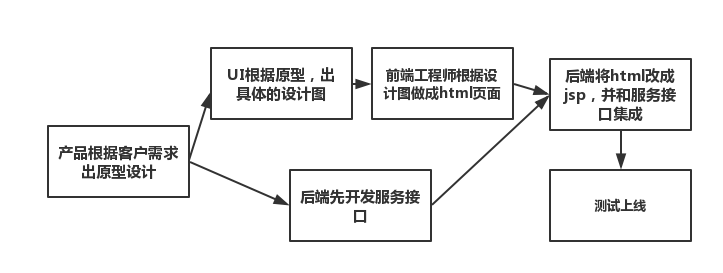 产品根据客户需求
出原型设计
UI根据原型，出
具体的设计图
前端工程师根据设
计图做成html页面
后端先开发服务接
口
后端将html改成
jsp，并和服务接
口集成
测试上线